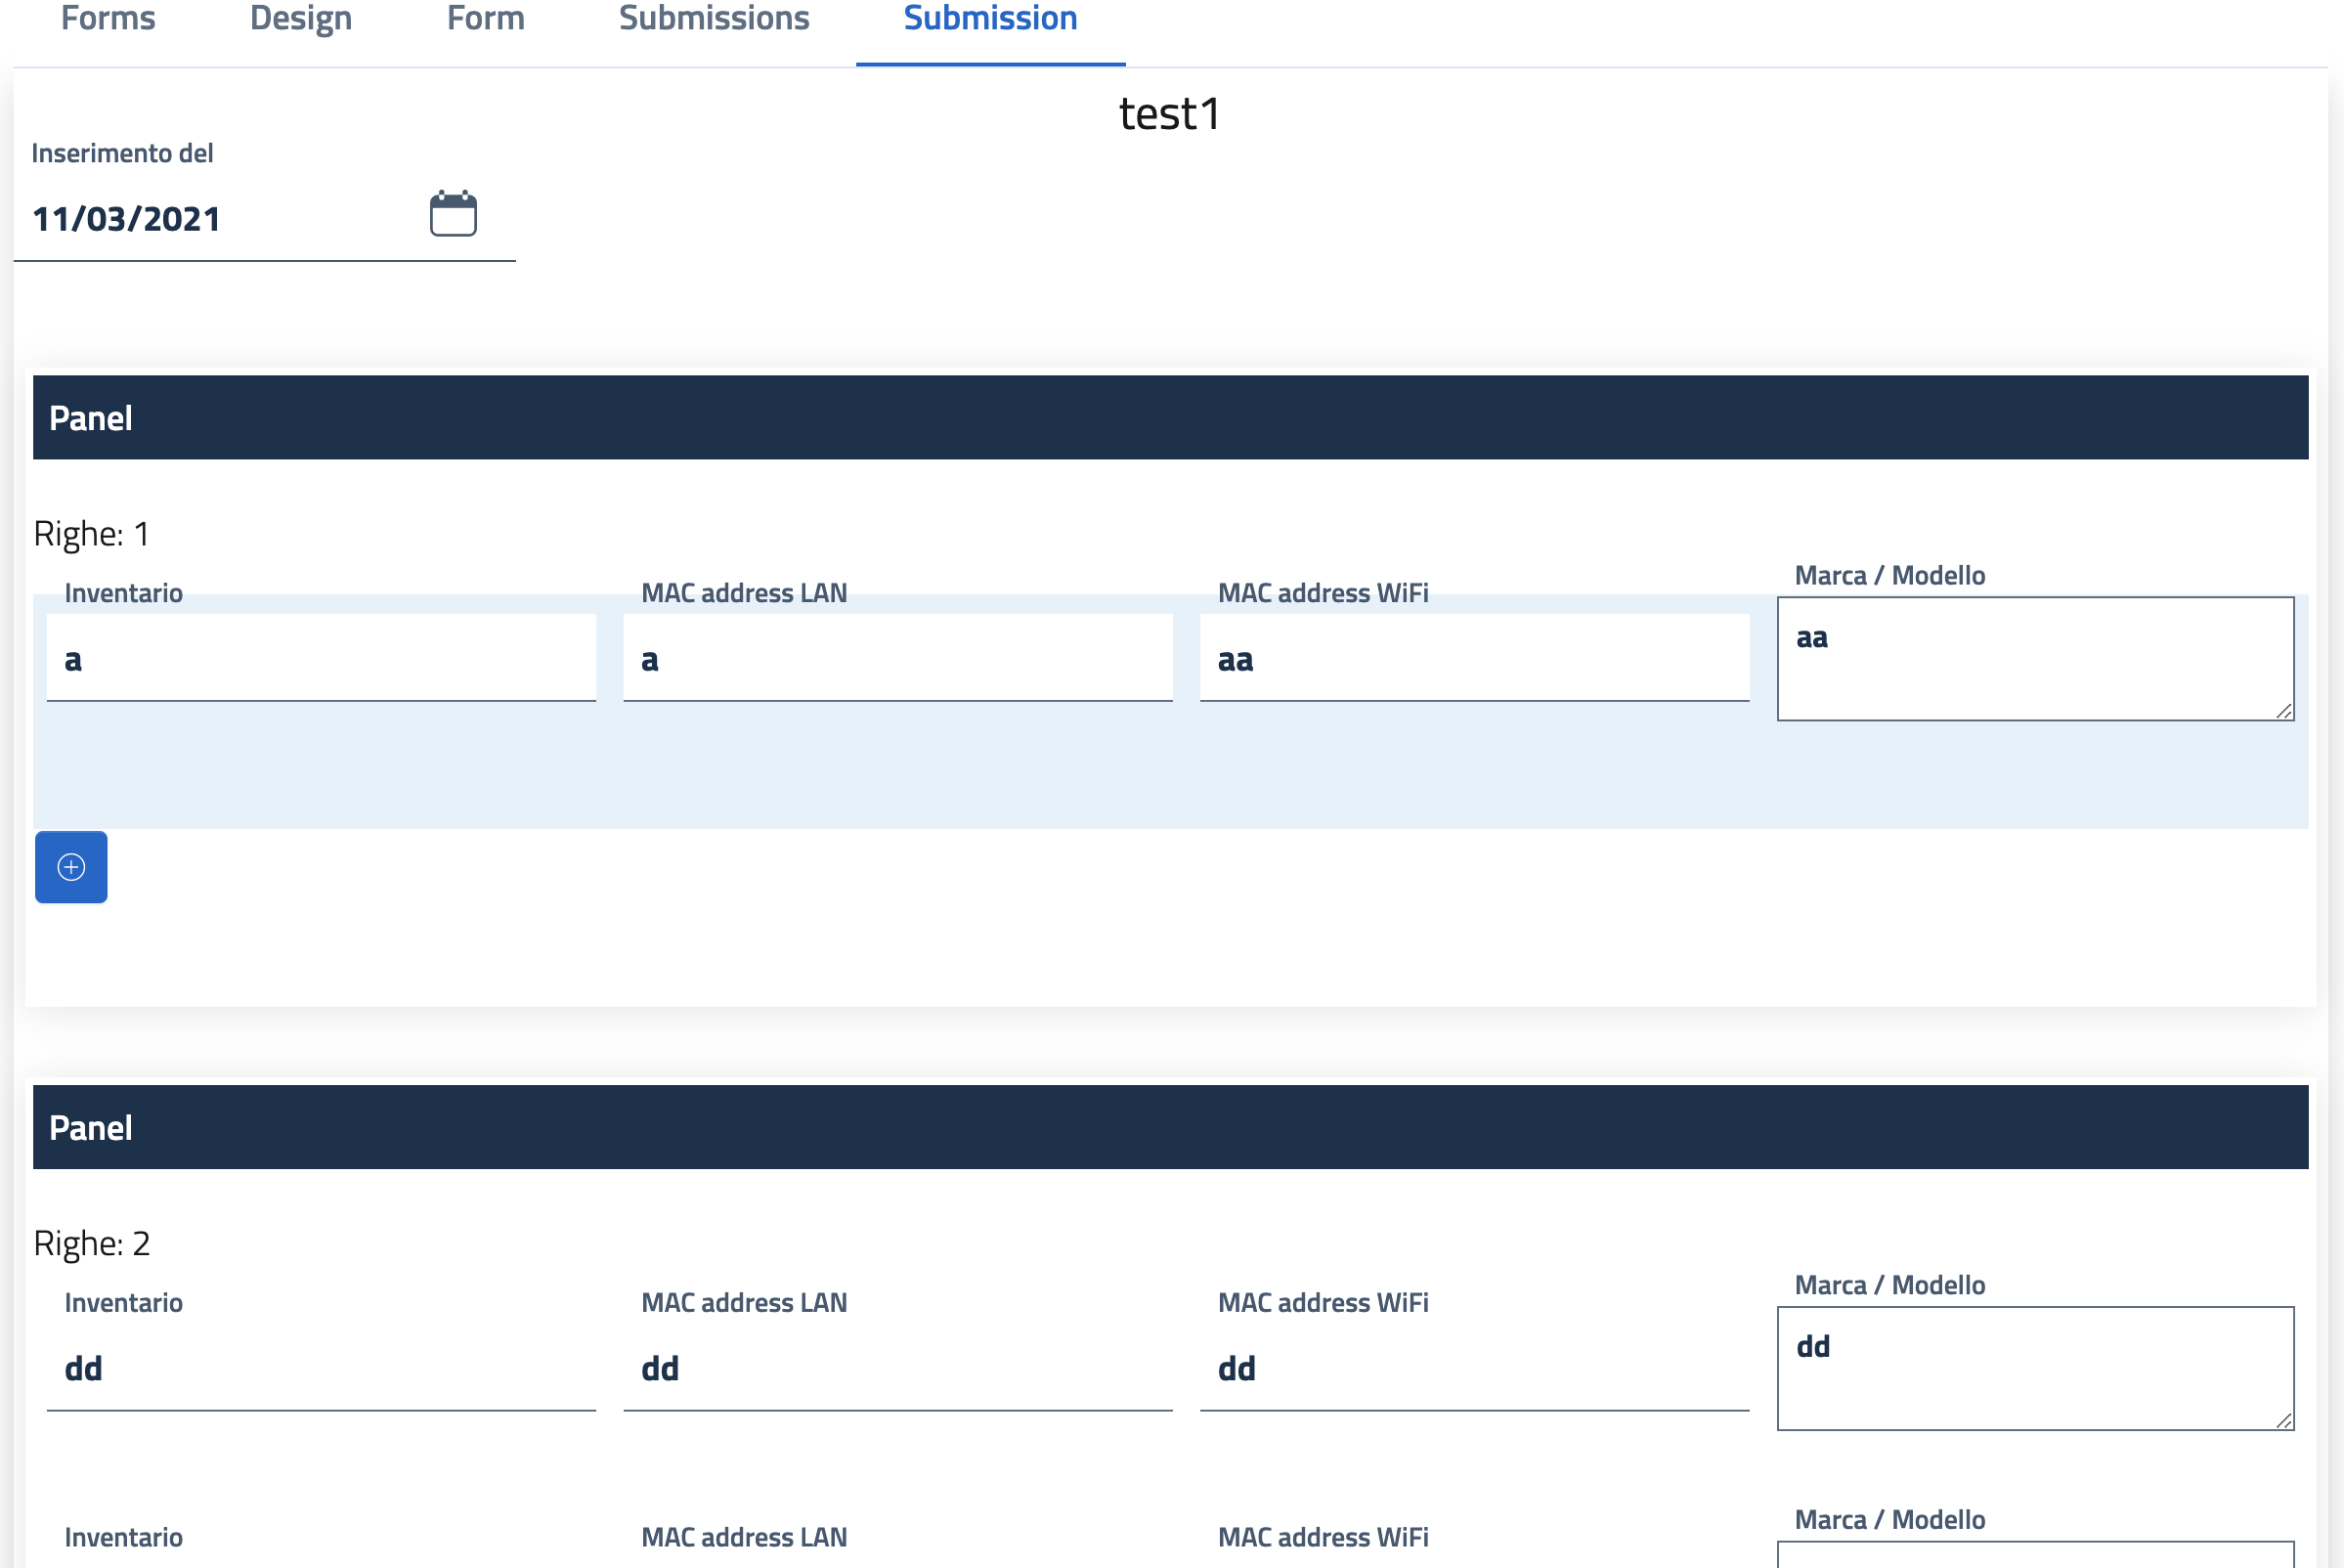 Forms Design Form Submissions Submission
test1
Inserimento del
11/03/2021
Panel
Righe: 1
Inventario MAC address LAN MAC address WiFi Marca / Modello
a a aa aa
Panel
Righe: 2
Inventario MAC address LAN MAC address WiFi Marca / Modello
dd dd dd dd
Inventario MAC address LAN MAC address WiFi Marca / Modello